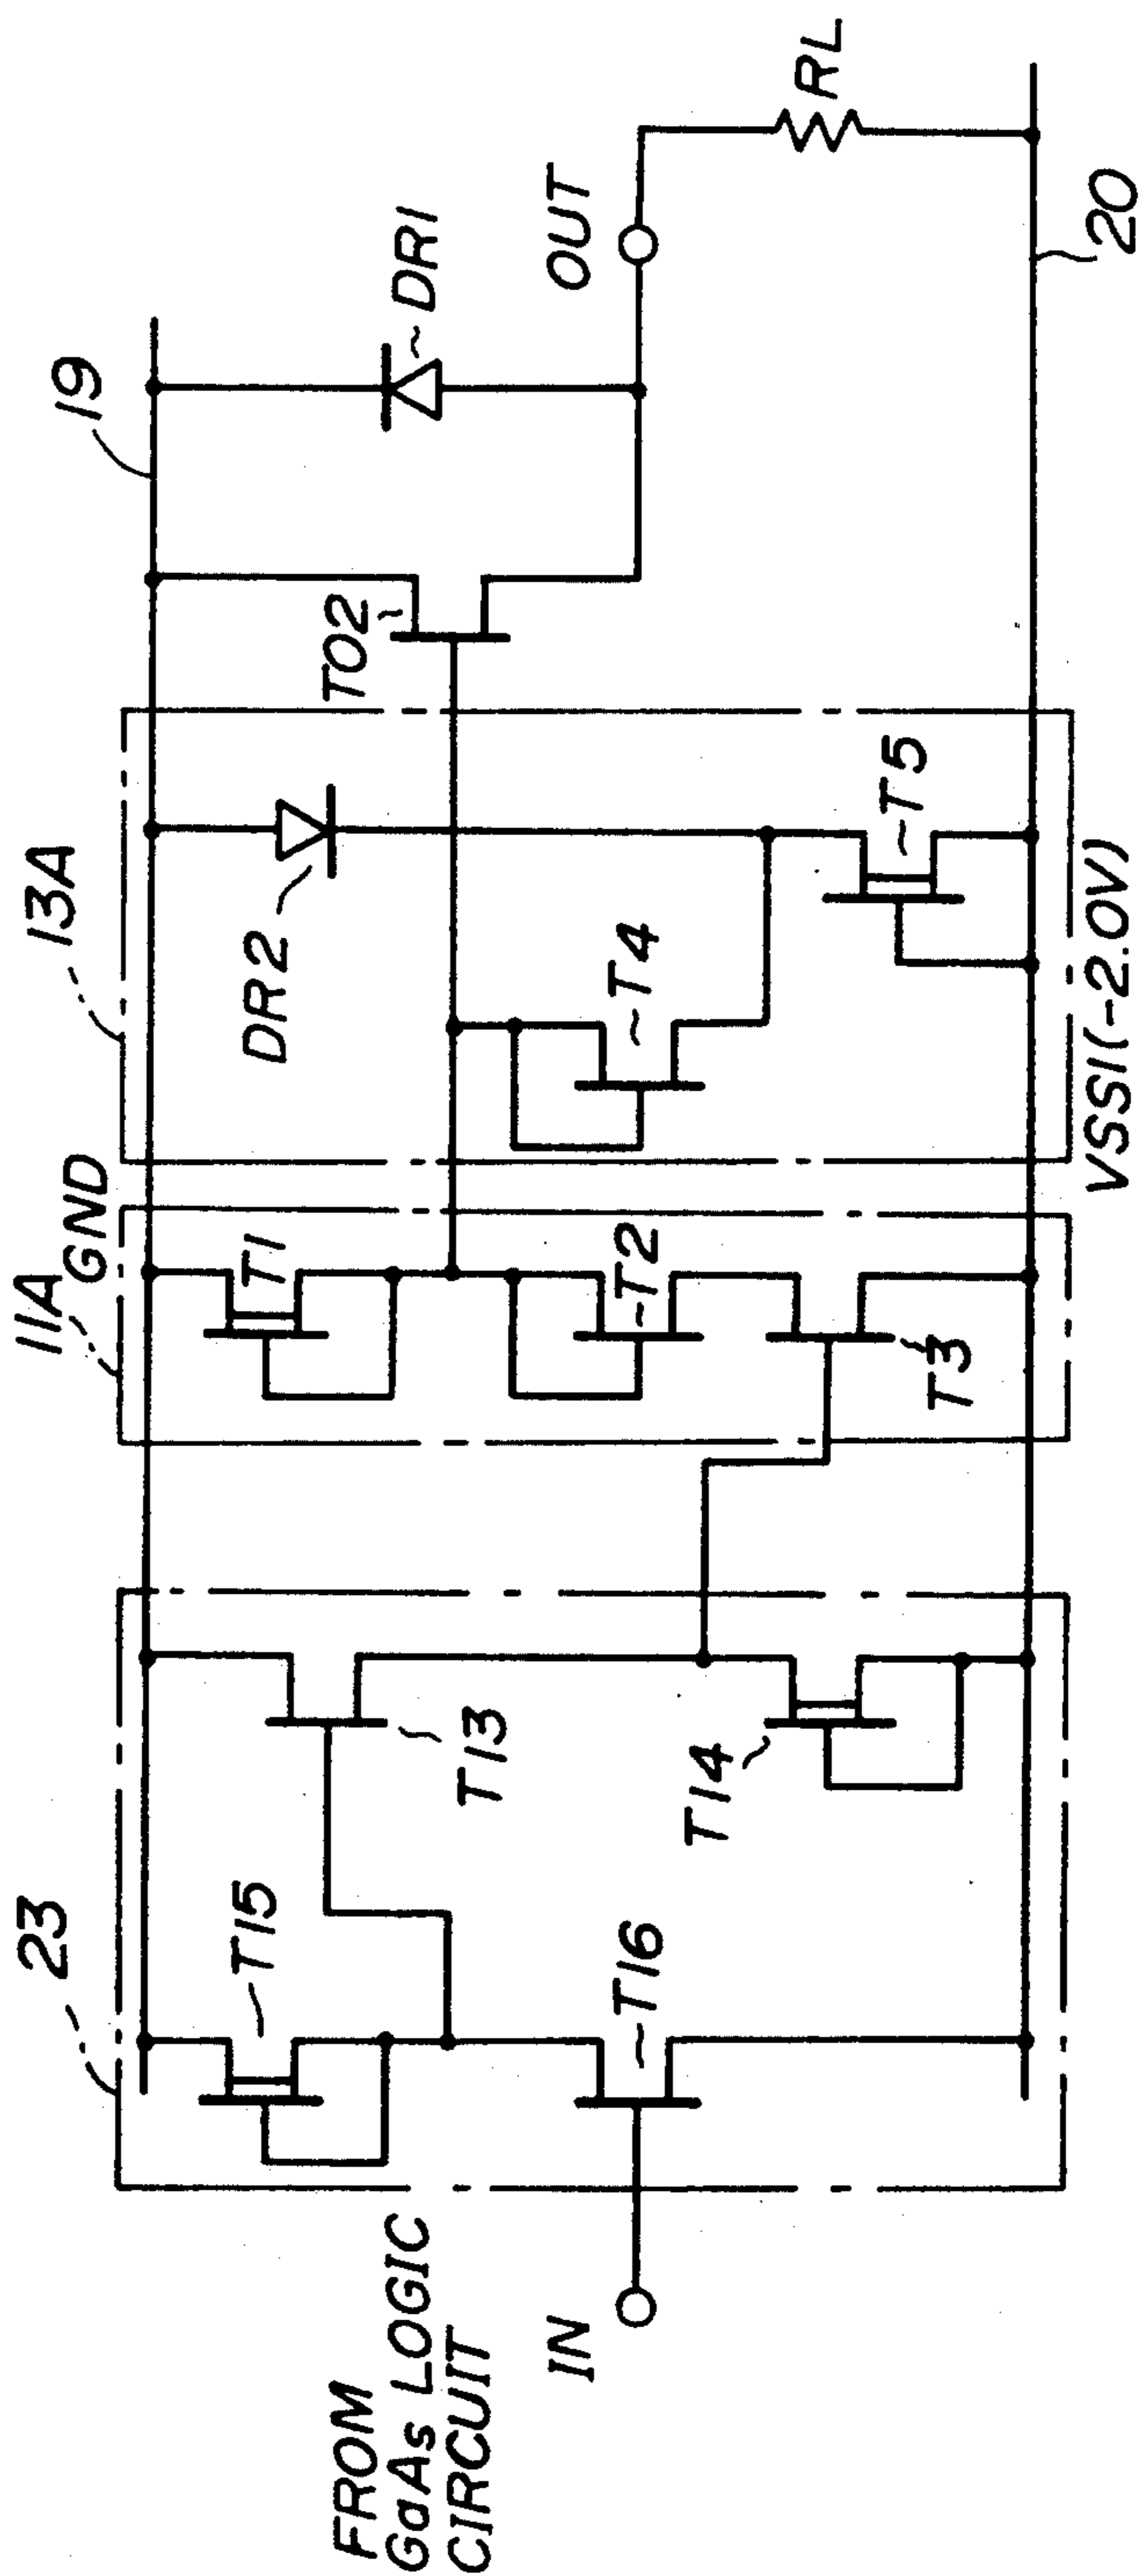 FROM
GaAs LOGIC
CIRCUIT
IN
23
T15
T16
T13
T14
11A
GND
T1
T2
T3
13A
DR2
T4
T5
VSS1(-2.0V)
T02
19
DR1
OUT
RL
20